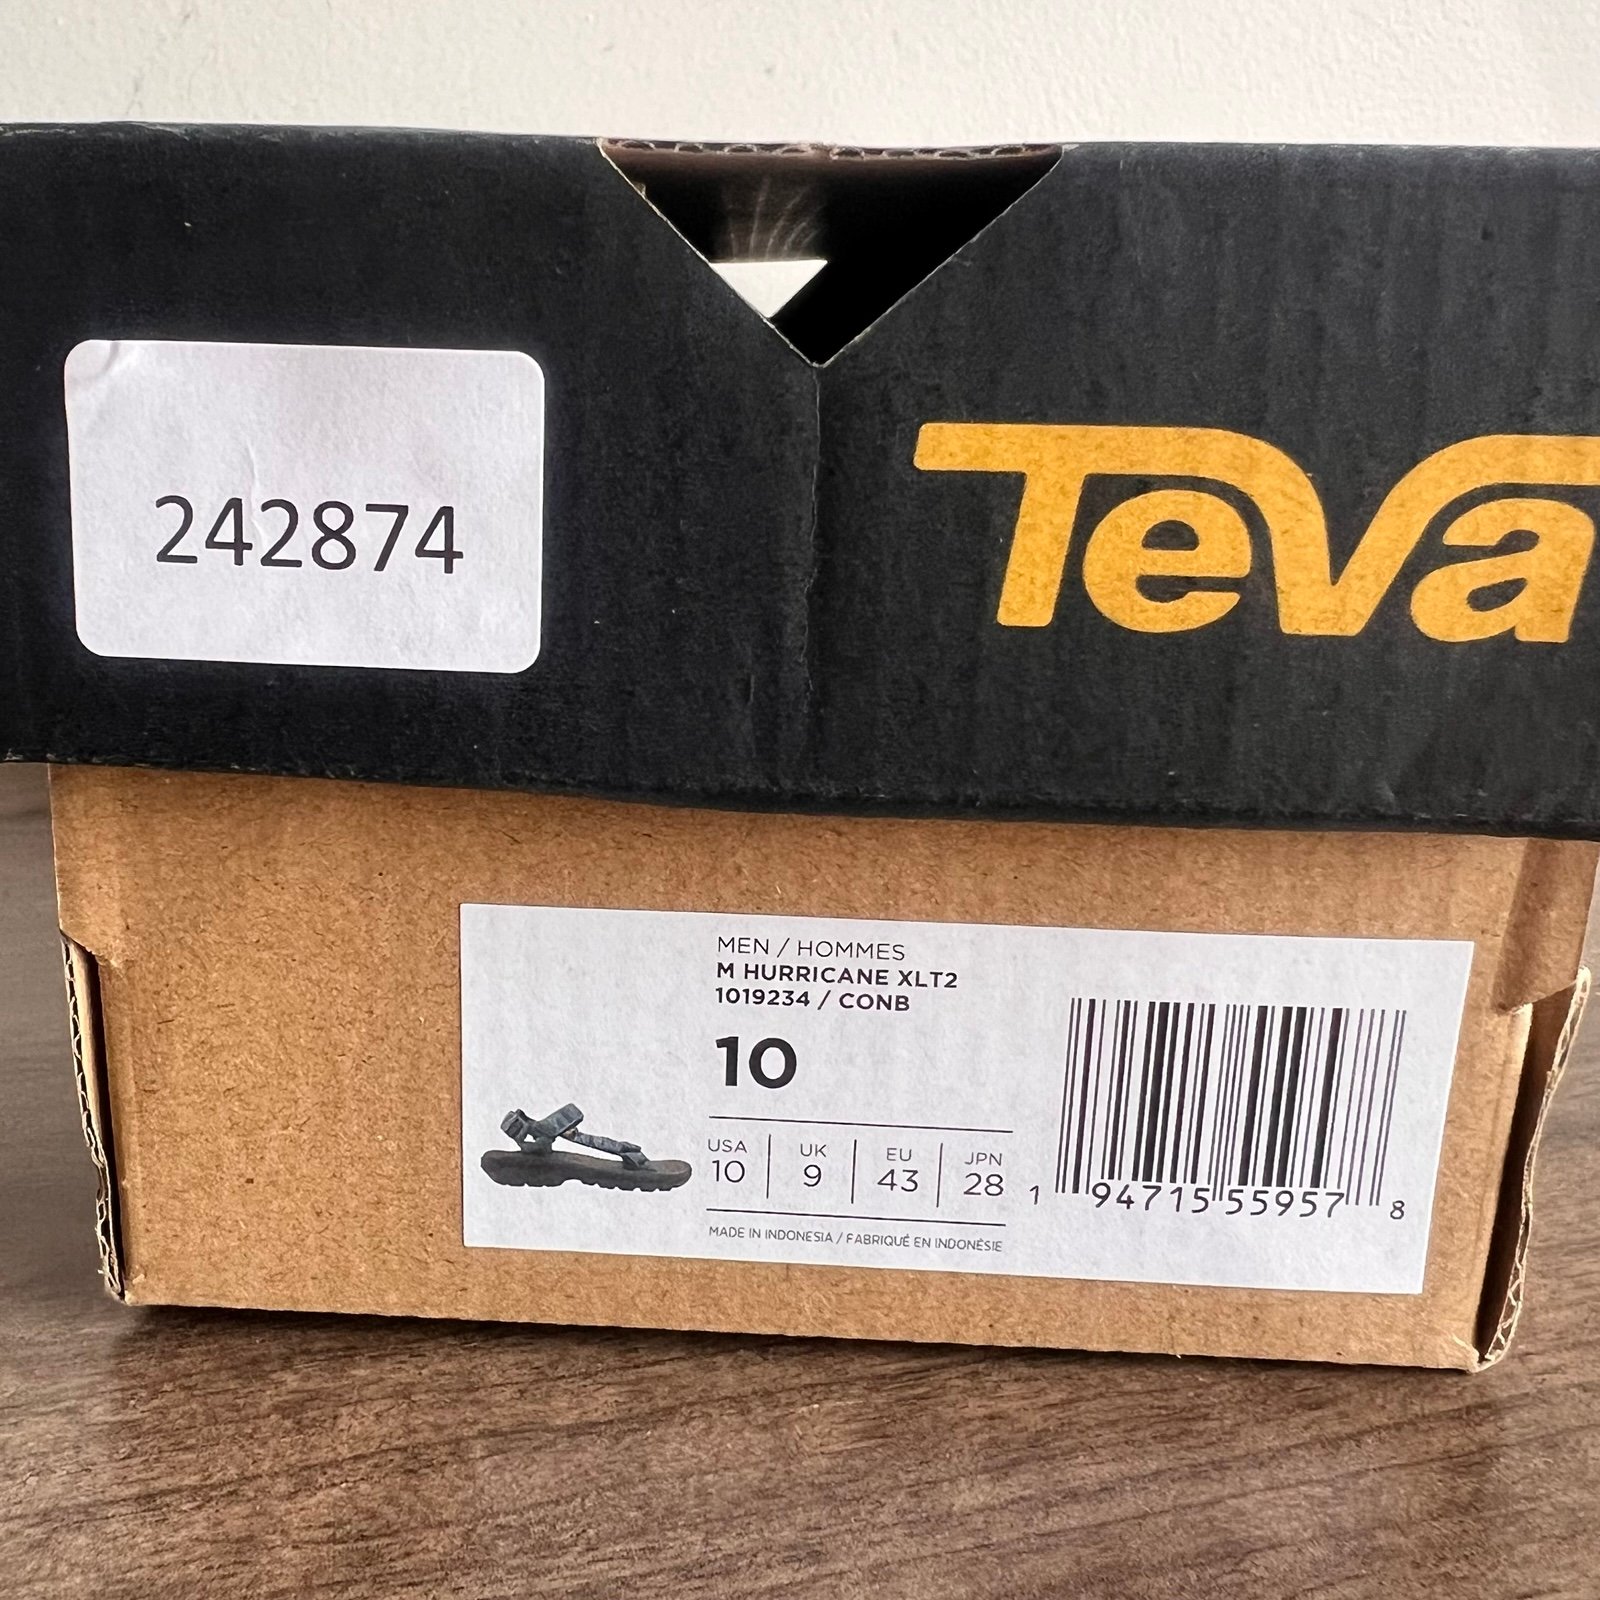 242874
Teva
MEN / HOMMES
M HURRICANE XLT2
1019234 / CONB
10
USA UK EU JPN
10 9 43 28
MADE IN INDONESIA / FABRIQUÉ EN INDONÉSIE
1 94715 55957 8